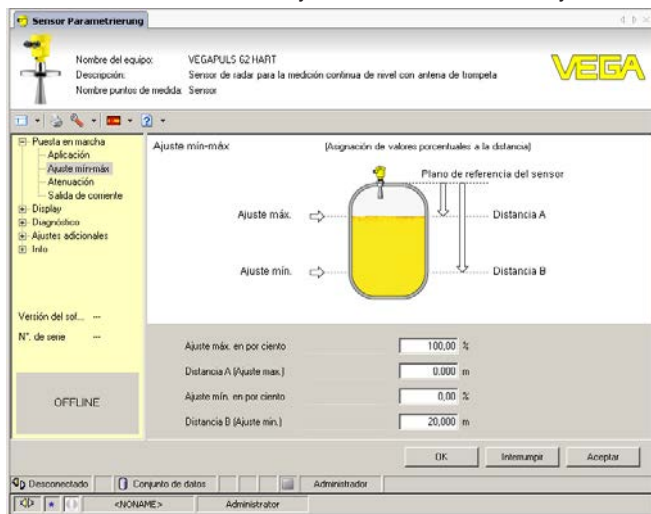 Sensor Parametrierung
Nombre del equipo: VEGAPULS 62 HART
Descripción: Sensor de radar para la medición continua de nivel con antena de trompeta
Nombre puntos de medida: Sensor
VEGA
Puesta en marcha
Aplicación
Ajuste mín-máx
Atenuación
Salida de corriente
Display
Diagnóstico
Ajustes adicionales
Info
Versión del sof... ---
N°. de serie ---
OFFLINE
Ajuste mín-máx (Asignación de valores porcentuales a la distancia)
Plano de referencia del sensor
Ajuste máx. Distancia A
Ajuste mín. Distancia B
Ajuste máx. en por ciento 100,00 %
Distancia A (Ajuste max.) 0.000 m
Ajuste mín. en por ciento 0,00 %
Distancia B (Ajuste min.) 20,000 m
OK Interrumpir Aceptar
Desconectado Conjunto de datos Administrador
<NONAME> Administrator